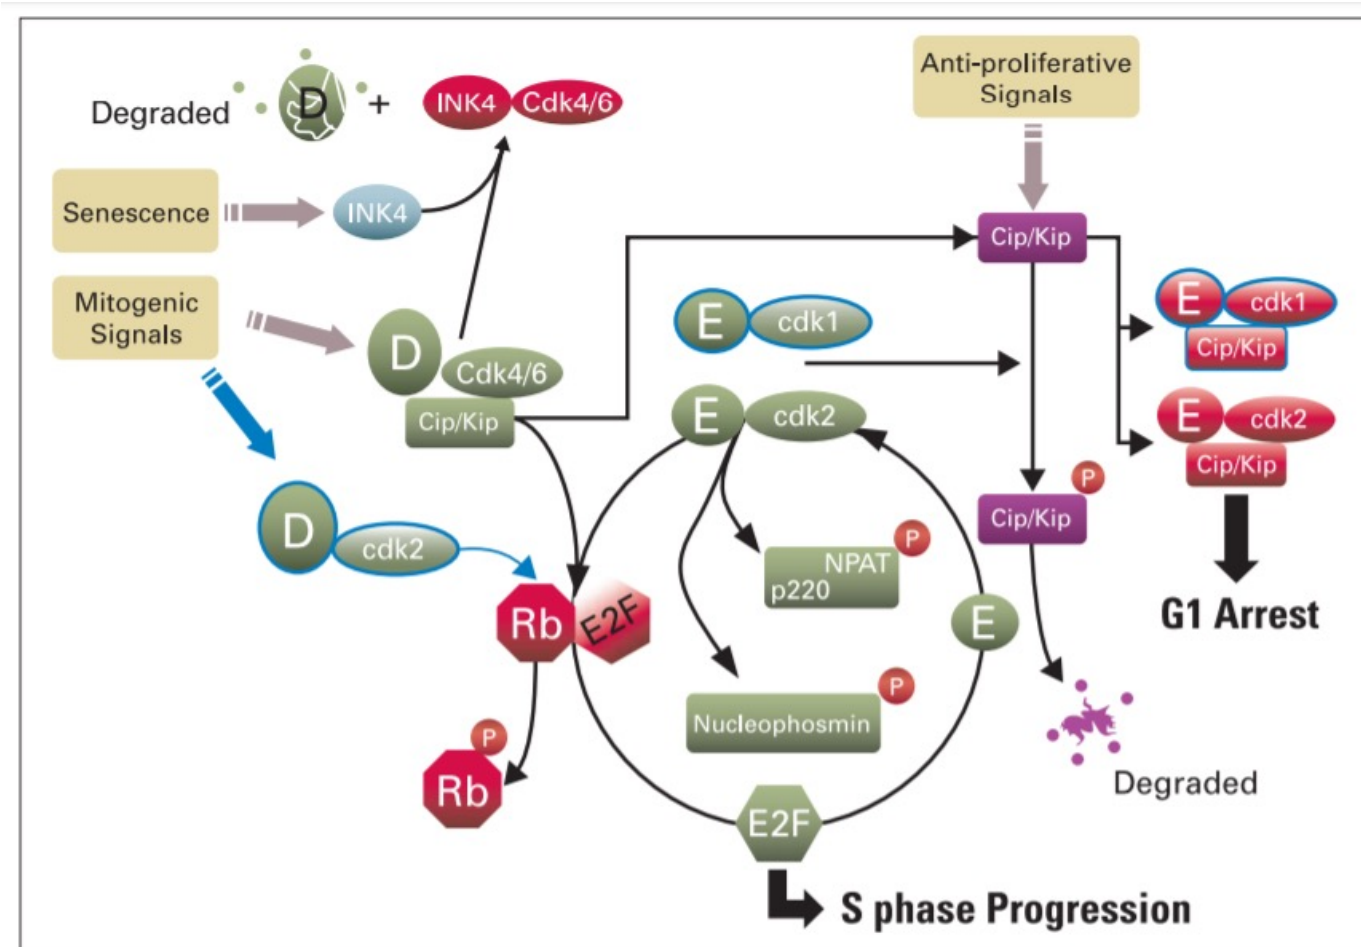 Degraded
D
+
INK4
Cdk4/6
Anti-proliferative
Signals
Senescence
INK4
Cip/Kip
Mitogenic
Signals
D
Cdk4/6
Cip/Kip
E
cdk1
E
cdk1
Cip/Kip
E
cdk2
E
cdk2
Cip/Kip
P
Cip/Kip
D
cdk2
P
NPAT
p220
Rb
E2F
E
G1 Arrest
P
Nucleophosmin
P
Rb
Degraded
E2F
S phase Progression